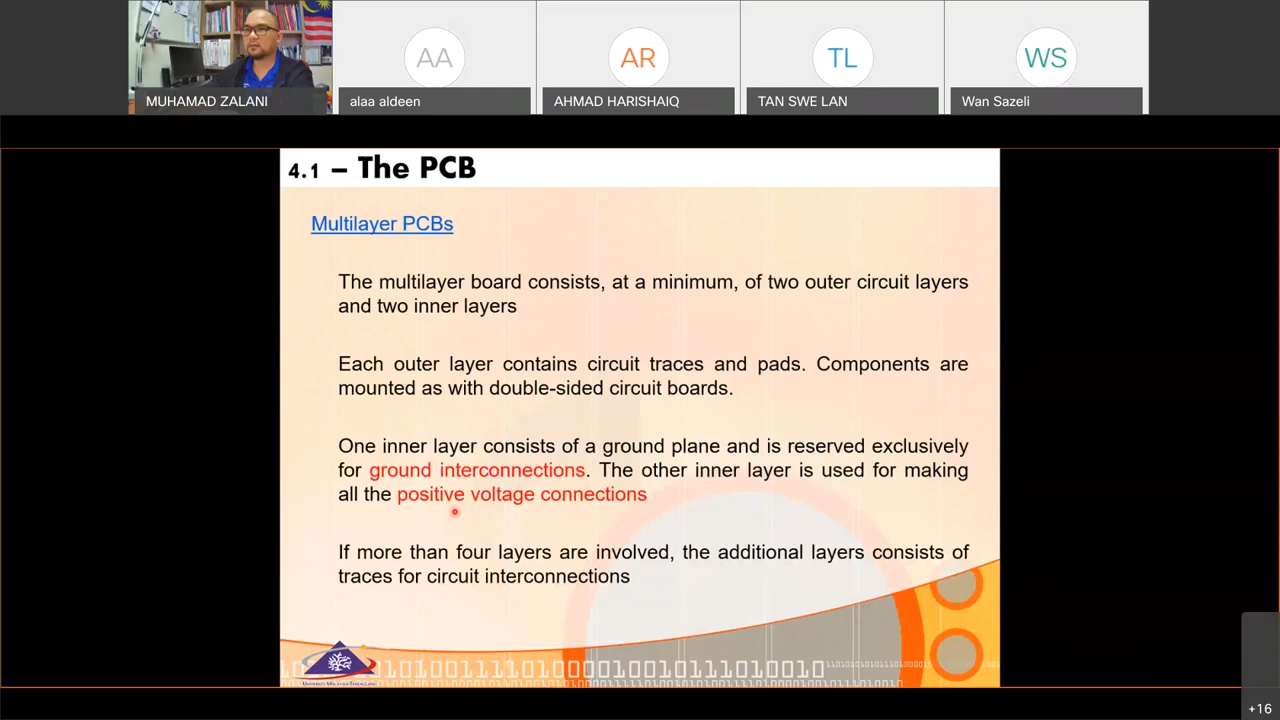 AA
AR
TL
WS
MUHAMAD ZALANI
alaa aldeen
AHMAD HARISHAIQ
TAN SWE LAN
Wan Sazeli
4.1 – The PCB
Multilayer PCBs
The multilayer board consists, at a minimum, of two outer circuit layers
and two inner layers
Each outer layer contains circuit traces and pads. Components are
mounted as with double-sided circuit boards.
One inner layer consists of a ground plane and is reserved exclusively
for ground interconnections. The other inner layer is used for making
all the positive voltage connections
If more than four layers are involved, the additional layers consists of
traces for circuit interconnections
+16